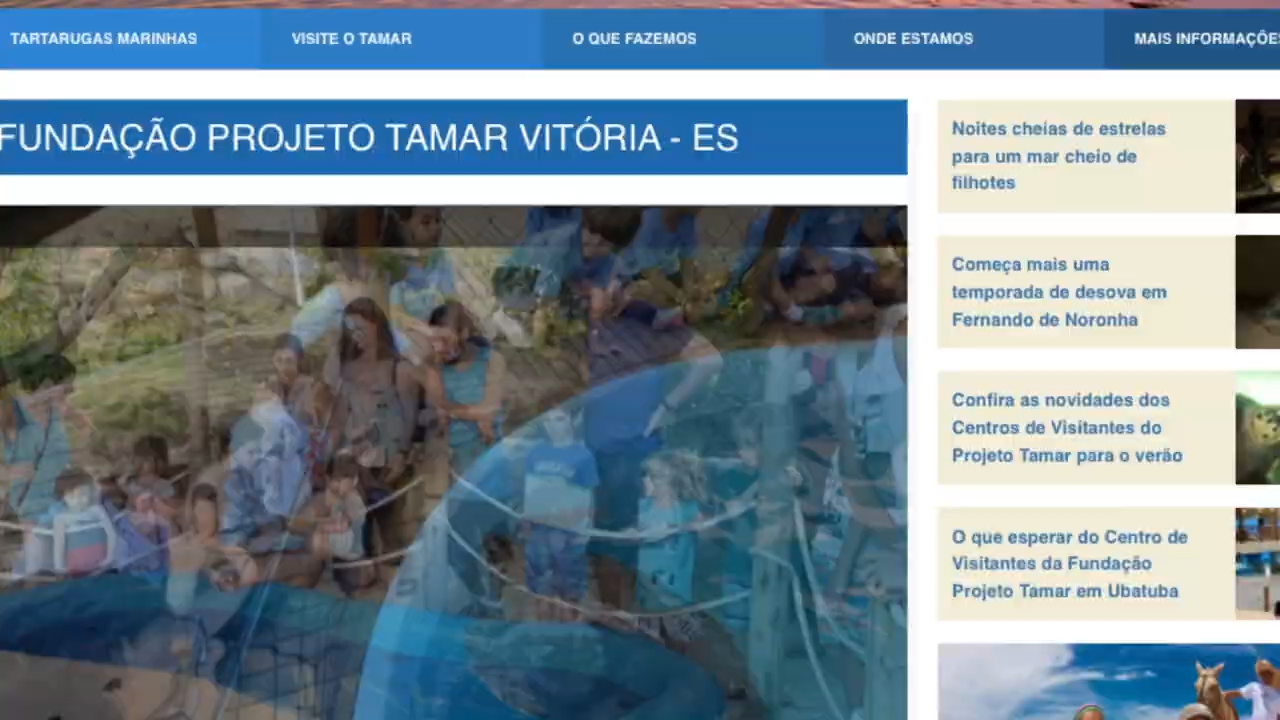 TARTARUGAS MARINHAS
VISITE O TAMAR
O QUE FAZEMOS
ONDE ESTAMOS
MAIS INFORMAÇÕES
FUNDAÇÃO PROJETO TAMAR VITÓRIA - ES
Noites cheias de estrelas
para um mar cheio de
filhotes
Começa mais uma
temporada de desova em
Fernando de Noronha
Confira as novidades dos
Centros de Visitantes do
Projeto Tamar para o verão
O que esperar do Centro de
Visitantes da Fundação
Projeto Tamar em Ubatuba